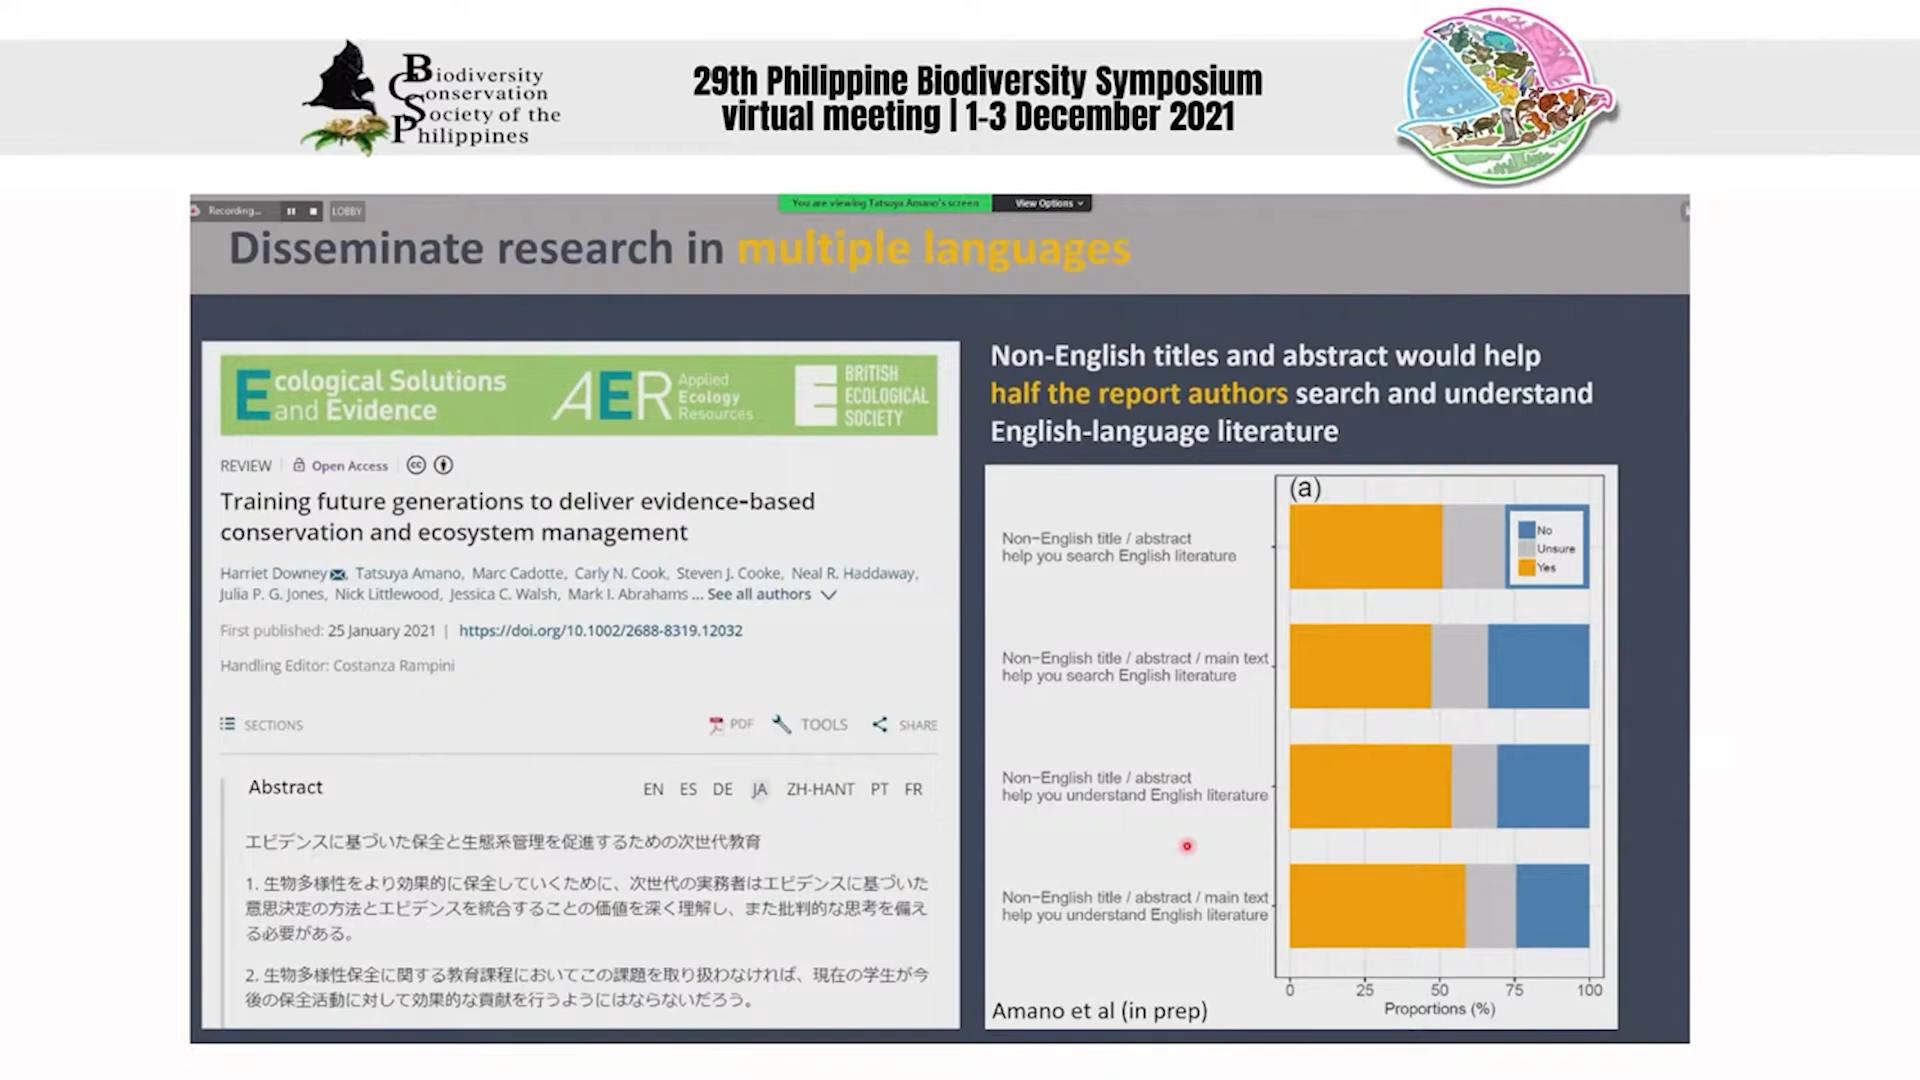 Biodiversity
Conservation
Society of the
Philippines
29th Philippine Biodiversity Symposium
virtual meeting | 1-3 December 2021
Recording...
LOBBY
You are viewing Tatsuya Amano's screen
View Options
Disseminate research in multiple languages
Ecological Solutions
and Evidence
AER
Applied
Ecology
Resources
BRITISH
ECOLOGICAL
SOCIETY
REVIEW
Open Access
cc
Training future generations to deliver evidence-based
conservation and ecosystem management
Harriet Downey, Tatsuya Amano, Marc Cadotte, Carly N. Cook, Steven J. Cooke, Neal R. Haddaway,
Julia P. G. Jones, Nick Littlewood, Jessica C. Walsh, Mark I. Abrahams ... See all authors
First published: 25 January 2021 | https://doi.org/10.1002/2688-8319.12032
Handling Editor: Costanza Rampini
SECTIONS
PDF
TOOLS
SHARE
Abstract
EN ES DE JA ZH-HANT PT FR
エビデンスに基づいた保全と生態系管理を促進するための次世代教育
1. 生物多様性をより効果的に保全していくために、次世代の実務者はエビデンスに基づいた
意思決定の方法とエビデンスを統合することの価値を深く理解し、また批判的な思考を備え
る必要がある。
2. 生物多様性保全に関する教育課程においてこの課題を取り扱わなければ、現在の学生が今
後の保全活動に対して効果的な貢献を行うようにはならないだろう。
Non-English titles and abstract would help
half the report authors search and understand
English-language literature
(a)
Non-English title / abstract
help you search English literature
No
Unsure
Yes
Non-English title / abstract / main text
help you search English literature
Non-English title / abstract
help you understand English literature
Non-English title / abstract / main text
help you understand English literature
0 25 50 75 100
Proportions (%)
Amano et al (in prep)